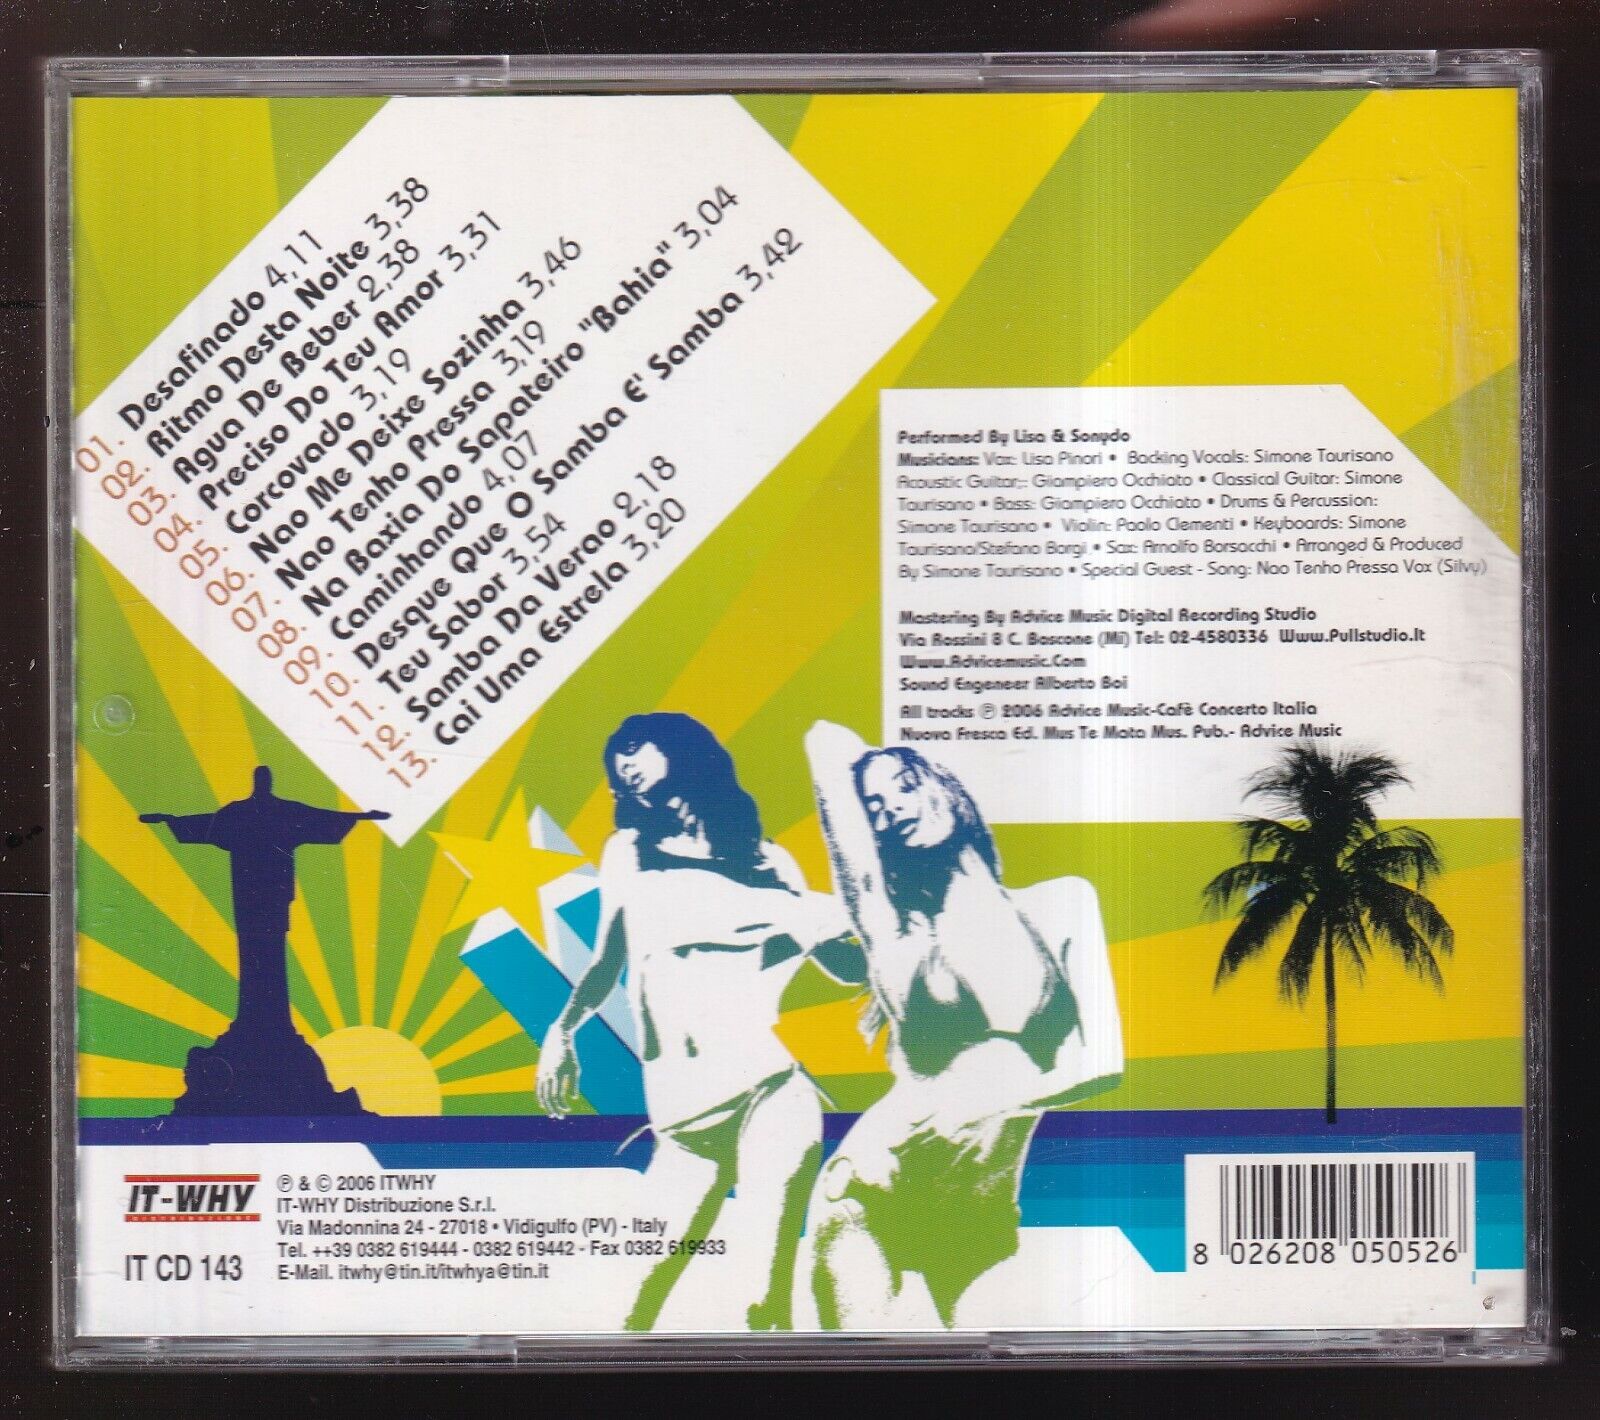 01. Desafinado 4,11
02. Ritmo Desta Noite 3,38
03. Agua De Beber 2,38
04. Preciso Do Teu Amor 3,31
05. Corcovado 3,19
06. Nao Me Deixe Sozinha 3,46
07. Nao Tenho Pressa 3,19
08. Na Baxia Do Sapateiro "Bahia" 3,04
09. Caminhando 4,07
10. Desque Que O Samba E' Samba 3,42
11. Teu Sabor 3,54
12. Samba Da Verao 2,18
13. Cai Uma Estrela 3,20
Performed By Lisa & Sonydo
Musicians: Vox: Lisa Pinori • Backing Vocals: Simone Taurisano
Acoustic Guitar,: Giampiero Occhiato • Classical Guitar: Simone
Taurisano • Bass: Giampiero Occhiato • Drums & Percussion:
Simone Taurisano • Violin: Paolo Clementi • Keyboards: Simone
Taurisano/Stefano Borgi • Sax: Arnolfo Borsacchi • Arranged & Produced
By Simone Taurisano • Special Guest - Song: Nao Tenho Pressa Vox (Silvy)
Mastering By Advice Music Digital Recording Studio
Via Rossini 8 C. Boscone (Mi) Tel: 02-4580336 Www.Pullstudio.It
Www.Advicemusic.Com
Sound Engeneer Alberto Boi
All tracks ℗ 2006 Advice Music-Cafè Concerto Italia
Nuova Fresca Ed. Mus Te Mata Mus. Pub.- Advice Music
IT-WHY
DISTRIBUZIONE
IT CD 143
℗ & © 2006 ITWHY
IT-WHY Distribuzione S.r.l.
Via Madonnina 24 - 27018 • Vidigulfo (PV) - Italy
Tel. ++39 0382 619444 - 0382 619442 - Fax 0382 619933
E-Mail. itwhy@tin.it/itwhya@tin.it
8 026208 050526